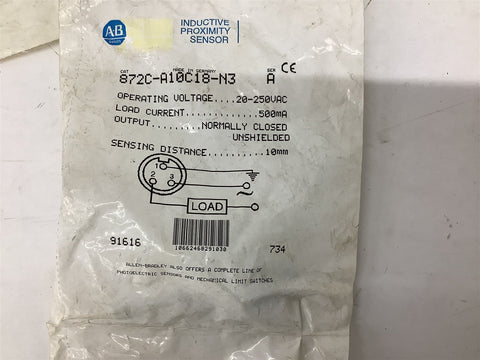 AB
INDUCTIVE
PROXIMITY
SENSOR
CAT
MADE IN GERMANY
SER
CE
872C-A10C18-N3 A
OPERATING VOLTAGE....20-250VAC
LOAD CURRENT.............500mA
OUTPUT.........NORMALLY CLOSED
UNSHIELDED
SENSING DISTANCE..........10mm
1
2 3
~
LOAD
10662468291030
91616
734
ALLEN-BRADLEY ALSO OFFERS A COMPLETE LINE OF
PHOTOELECTRIC SENSORS AND MECHANICAL LIMIT SWITCHES